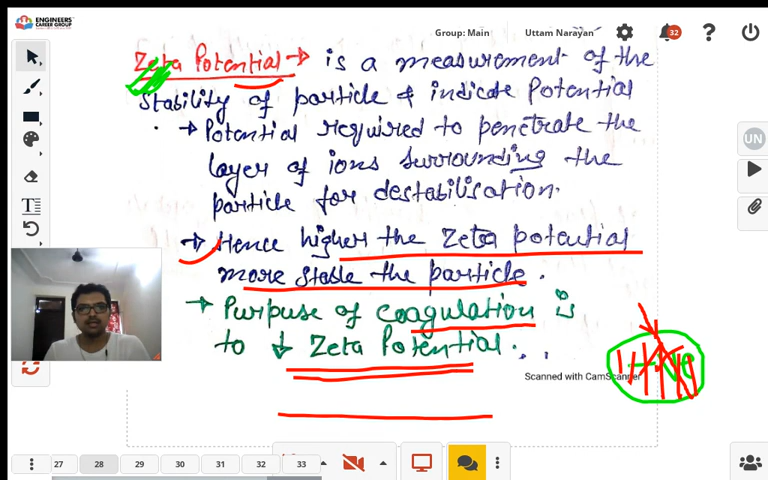 ENGINEERS
CAREER GROUP
Group: Main
Uttam Narayan
32
Zeta Potential → is a measurement of the
stability of particle & indicate Potential
→ Potential required to penetrate the
layer of ions surrounding the
particle for destabilisation.
→ Hence higher the Zeta potential
more stable the particle.
→ Purpose of coagulation is
to ↓ Zeta Potential.
Scanned with CamScanner
UN
27 28 29 30 31 32 33